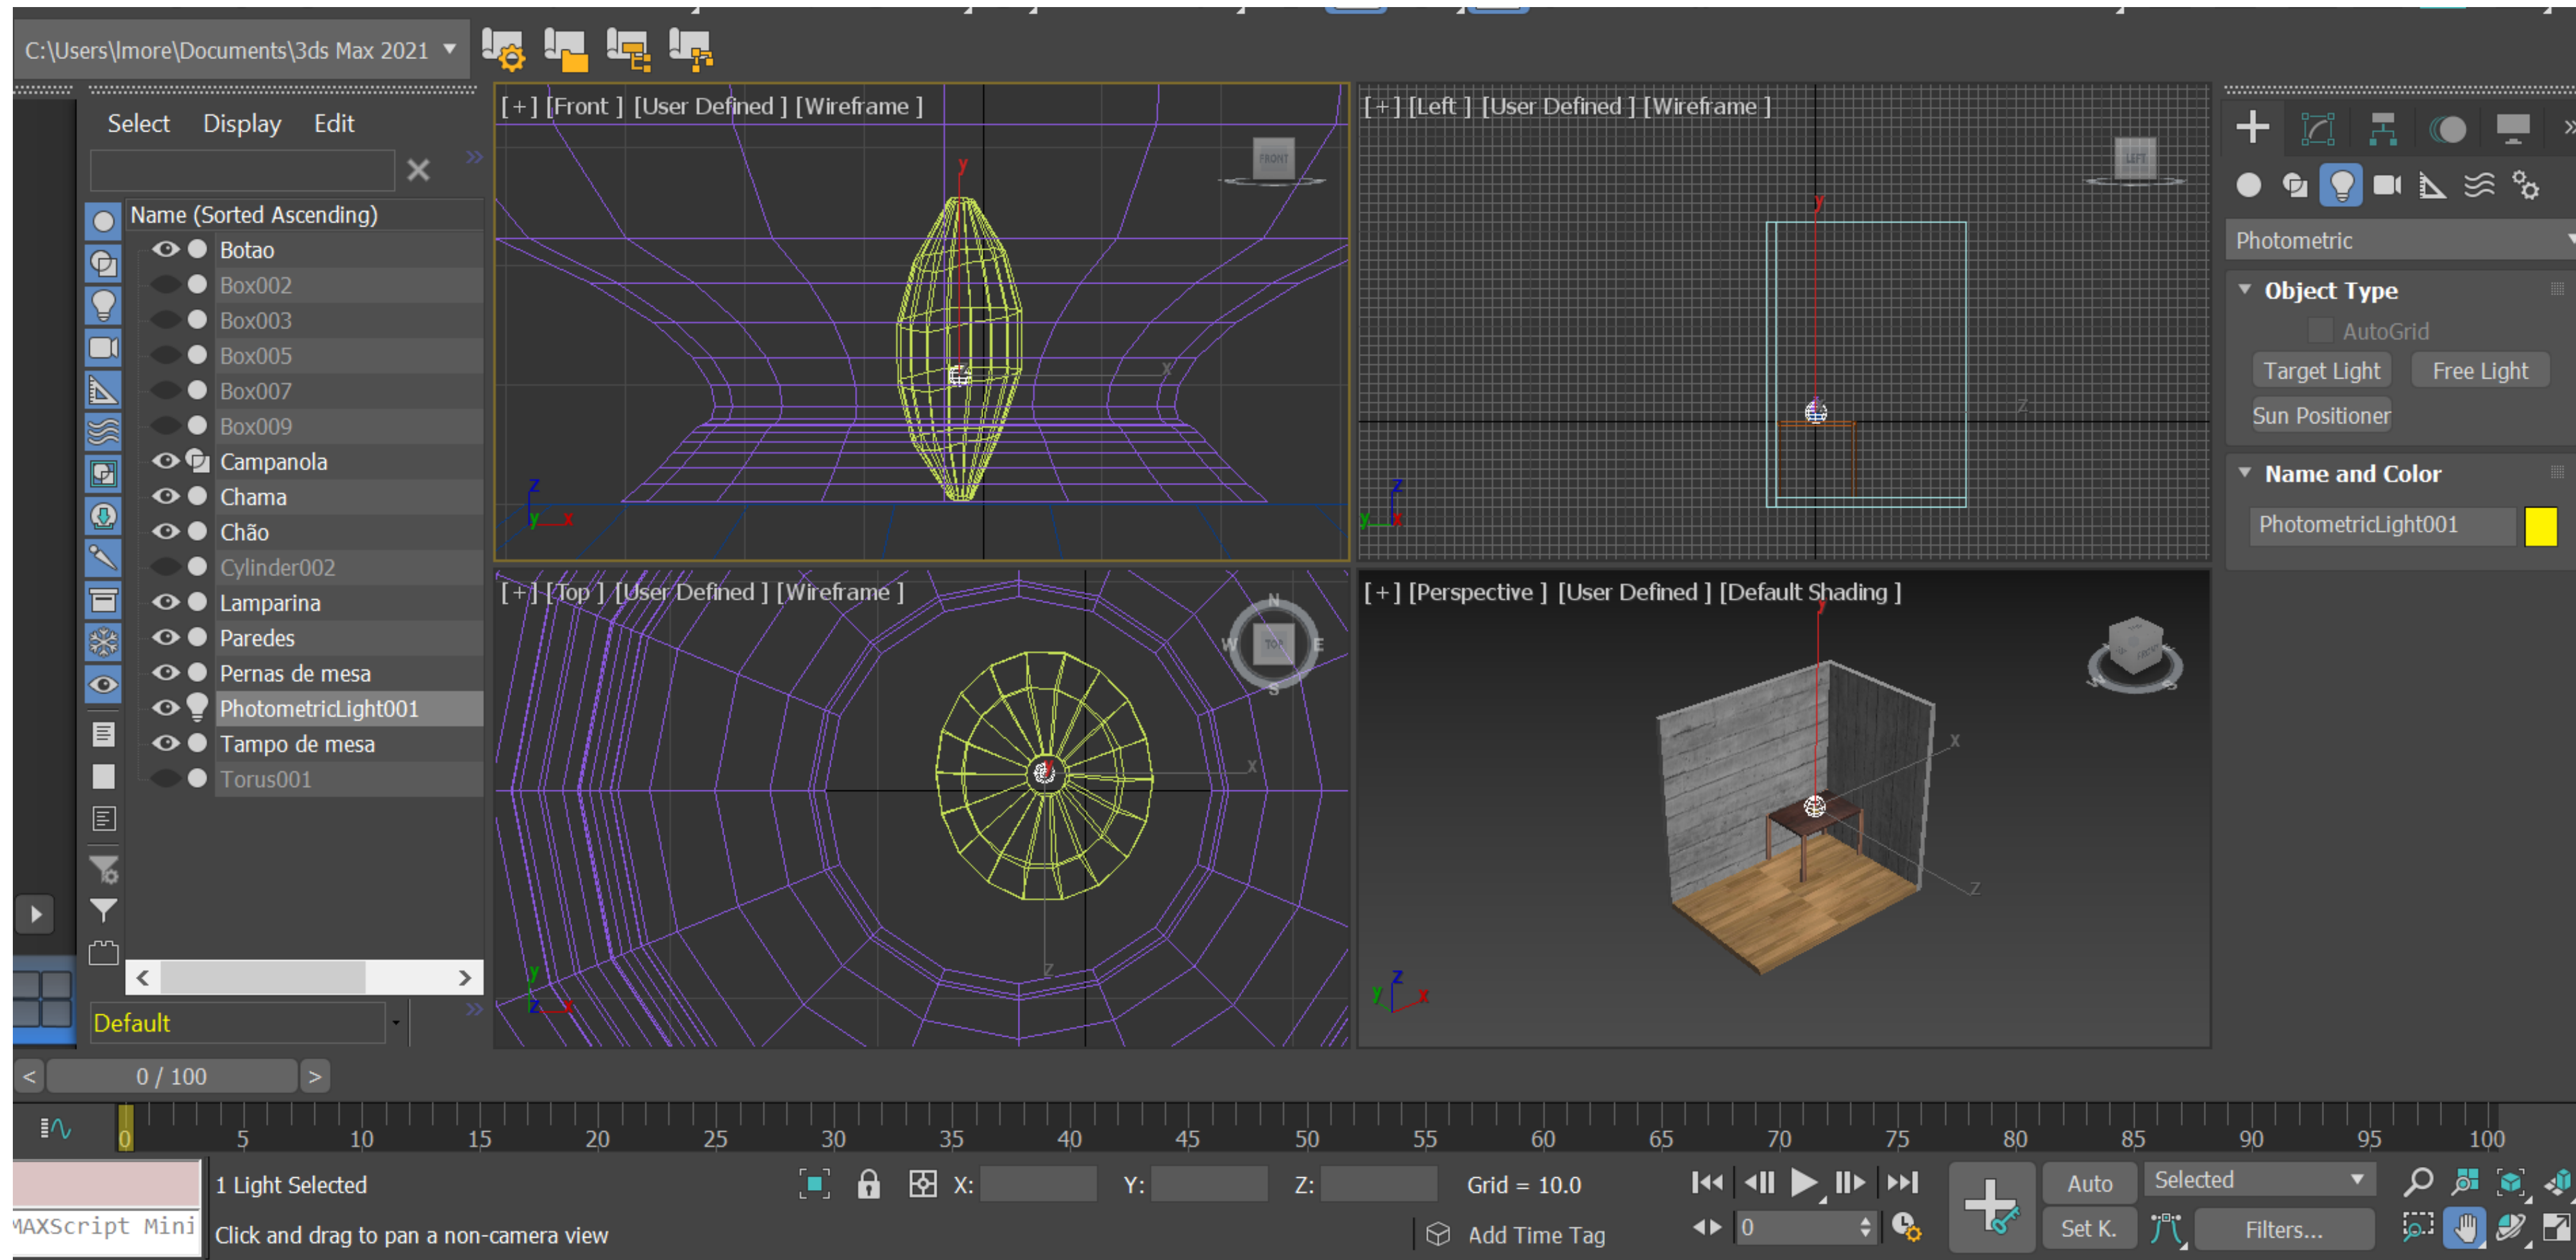 C:\Users\lmore\Documents\3ds Max 2021
Select Display Edit
Name (Sorted Ascending)
Botao
Box002
Box003
Box005
Box007
Box009
Campanola
Chama
Chão
Cylinder002
Lamparina
Paredes
Pernas de mesa
PhotometricLight001
Tampo de mesa
Torus001
Default
[+] [Front ] [User Defined ] [Wireframe ]
FRONT
y
x
z
y x
[+] [Left ] [User Defined ] [Wireframe ]
LEFT
y
z
z
y x
[+] [Top ] [User Defined ] [Wireframe ]
N
W TOP E
S
x
z
y
z x
[+] [Perspective ] [User Defined ] [Default Shading ]
y
FRONT
W S
x
z
z
y x
Photometric
Object Type
AutoGrid
Target Light Free Light
Sun Positioner
Name and Color
PhotometricLight001
< 0 / 100 >
0 5 10 15 20 25 30 35 40 45 50 55 60 65 70 75 80 85 90 95 100
1 Light Selected X: Y: Z: Grid = 10.0 Auto Selected
MAXScript Mini Click and drag to pan a non-camera view Add Time Tag 0 Set K. Filters...